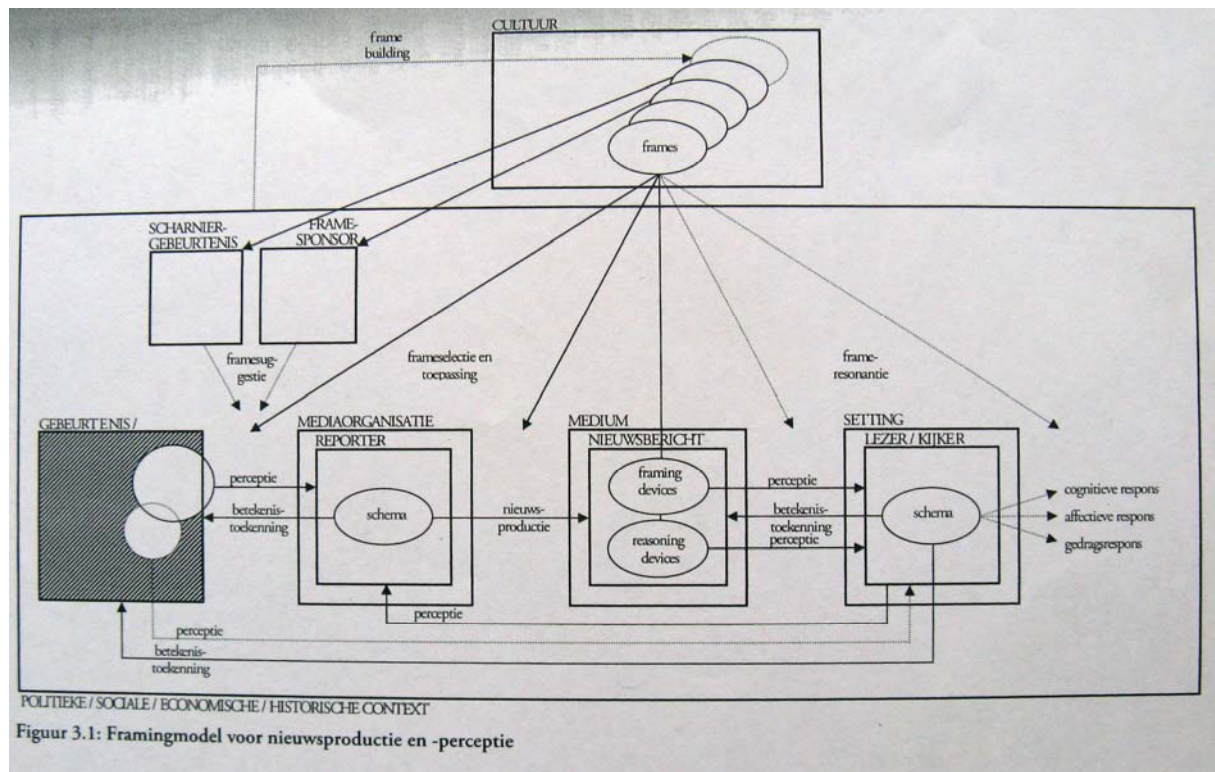 CULTUUR
frame
building
frames
SCHARNIER-
GEBEURTENIS
FRAME-
SPONSOR
framesug-
gestie
frameselectie en
toepassing
frame-
resonantie
GEBEURTENIS /
MEDIAORGANISATIE
REPORTER
MEDIUM
NIEUWSBERICHT
SETTING
LEZER / KIJKER
perceptie
betekenis-
toekenning
schema
nieuws-
productie
framing
devices
reasoning
devices
perceptie
betekenis-
toekenning
perceptie
schema
cognitieve respons
affectieve respons
gedragsrespons
perceptie
perceptie
betekenis-
toekenning
POLITIEKE / SOCIALE / ECONOMISCHE / HISTORISCHE CONTEXT
Figuur 3.1: Framingmodel voor nieuwsproductie en -perceptie